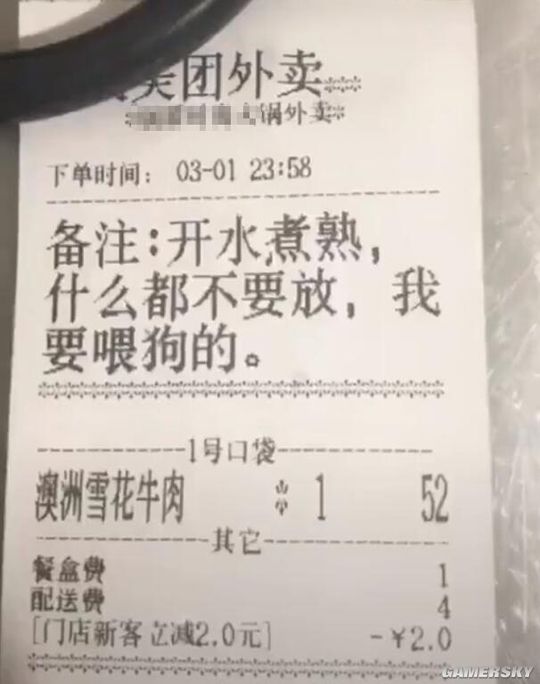 美团外卖
锅外卖
下单时间： 03-01 23:58
备注:开水煮熟，
什么都不要放，我
要喂狗的。
1号口袋
澳洲雪花牛肉 * 1 52
其它
餐盒费 1
配送费 4
[门店新客立减2.0元] -￥2.0
GAMERSKY